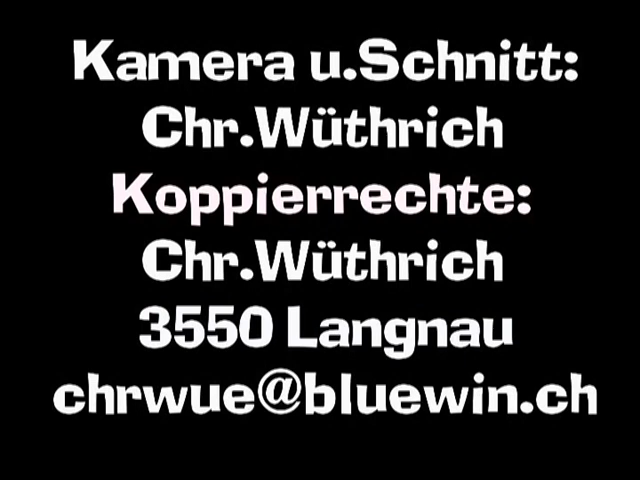 Kamera u.Schnitt:
Chr.Wüthrich
Koppierrechte:
Chr.Wüthrich
3550 Langnau
chrwue@bluewin.ch